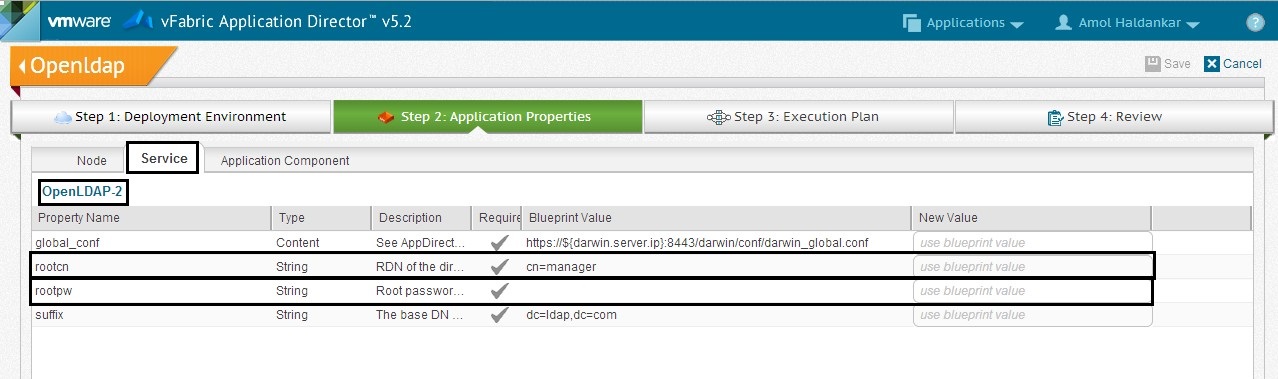 vmware vFabric Application Director™ v5.2 Applications Amol Haldankar ?
Openldap Save Cancel
Step 1: Deployment Environment Step 2: Application Properties Step 3: Execution Plan Step 4: Review
Node Service Application Component
OpenLDAP-2
Property Name Type Description Require Blueprint Value New Value
global_conf Content See AppDirect... https://${darwin.server.ip}:8443/darwin/conf/darwin_global.conf use blueprint value
rootcn String RDN of the dir... cn=manager use blueprint value
rootpw String Root passwor... use blueprint value
suffix String The base DN ... dc=ldap,dc=com use blueprint value